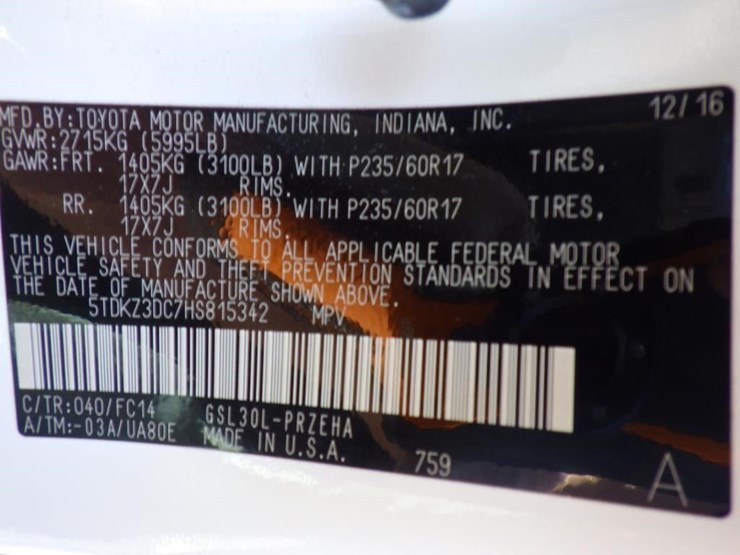 MFD.BY:TOYOTA MOTOR MANUFACTURING, INDIANA, INC. 12/16
GVWR:2715KG (5995LB)
GAWR:FRT. 1405KG (3100LB) WITH P235/60R17 TIRES,
17X7J RIMS.
RR. 1405KG (3100LB) WITH P235/60R17 TIRES,
17X7J RIMS.
THIS VEHICLE CONFORMS TO ALL APPLICABLE FEDERAL MOTOR
VEHICLE SAFETY AND THEFT PREVENTION STANDARDS IN EFFECT ON
THE DATE OF MANUFACTURE SHOWN ABOVE.
5TDKZ3DC7HS815342 MPV
C/TR:040/FC14 GSL30L-PRZEHA
A/TM:-03A/UA80E MADE IN U.S.A. 759 A